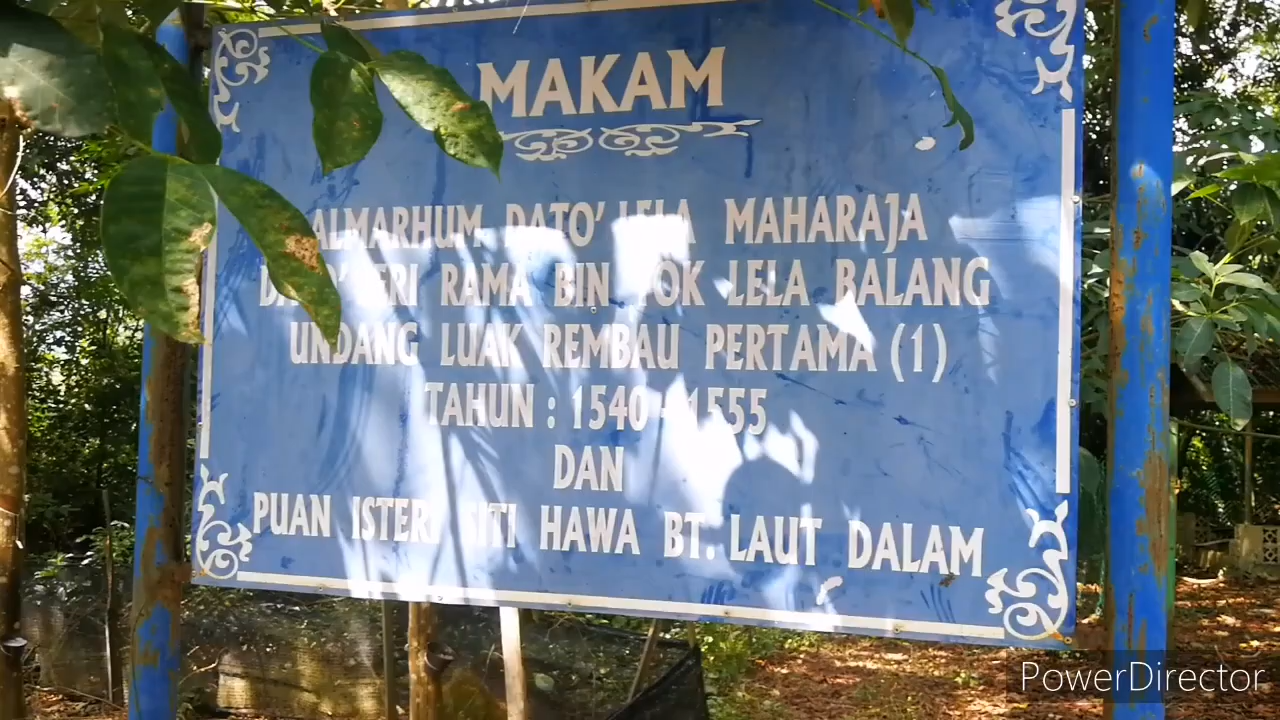 MAKAM
ALMARHUM DATO' LELA MAHARAJA
DATO' SERI RAMA BIN TOK LELA BALANG
UNDANG LUAK REMBAU PERTAMA (1)
TAHUN : 1540 - 1555
DAN
PUAN ISTERI SITI HAWA BT. LAUT DALAM
PowerDirector